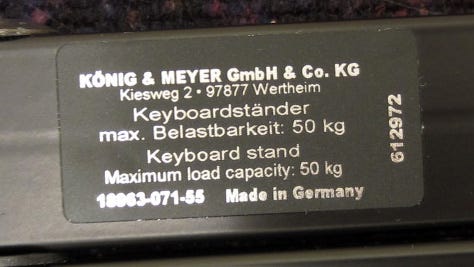 KÖNIG & MEYER GmbH & Co. KG
Kiesweg 2 • 97877 Wertheim
Keyboardständer
max. Belastbarkeit: 50 kg
Keyboard stand
Maximum load capacity: 50 kg
18963-071-55 Made in Germany
612972